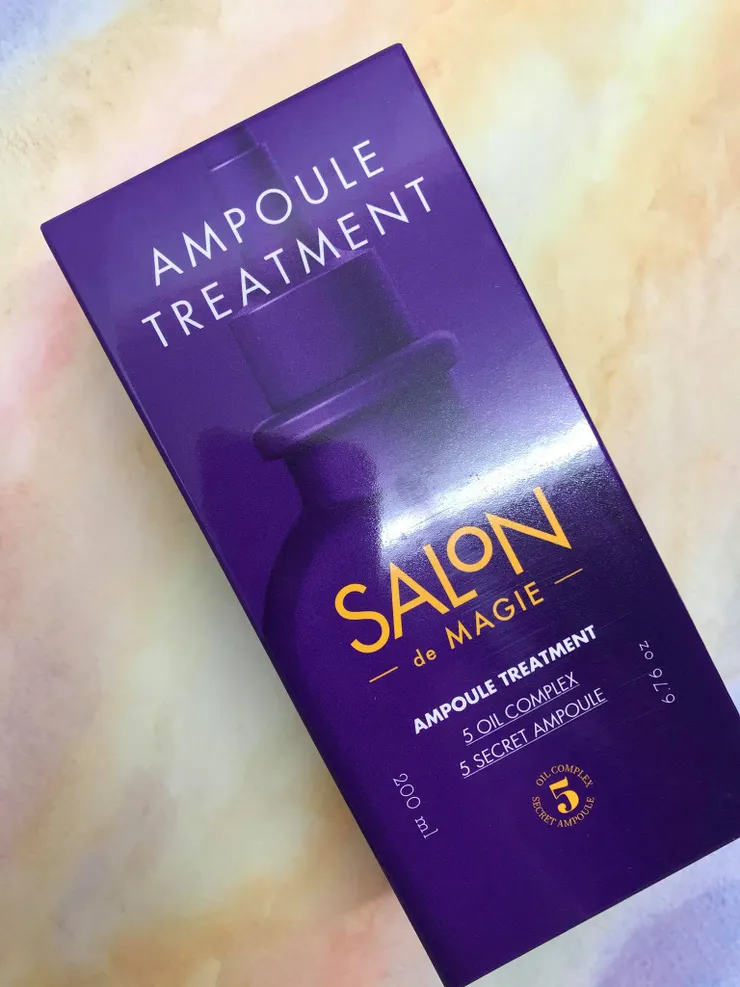 AMPOULE
TREATMENT
SALON
— de MAGIE —
AMPOULE TREATMENT
5 OIL COMPLEX
5 SECRET AMPOULE
200 ml
6.76 oz
OIL COMPLEX
5
SECRET AMPOULE